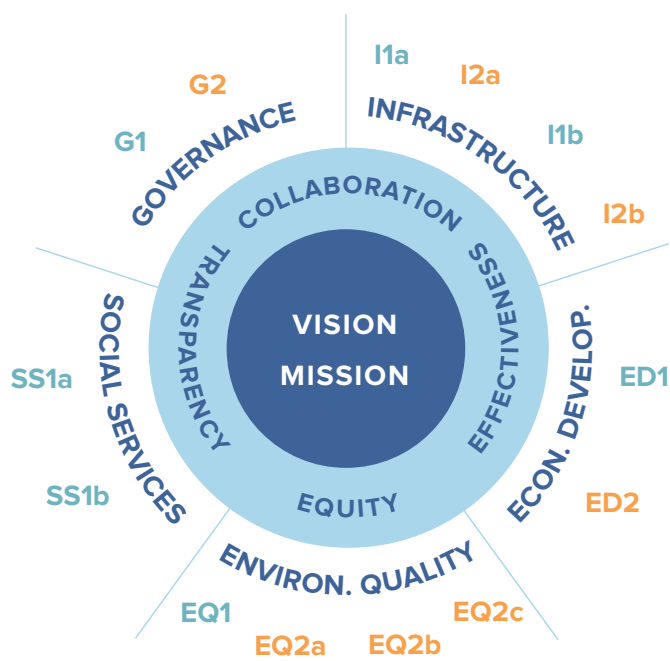 VISION
MISSION
COLLABORATION
EFFECTIVENESS
EQUITY
TRANSPARENCY
GOVERNANCE
G1
G2
INFRASTRUCTURE
I1a
I2a
I1b
I2b
ECON. DEVELOP.
ED1
ED2
ENVIRON. QUALITY
EQ1
EQ2a
EQ2b
EQ2c
SOCIAL SERVICES
SS1a
SS1b